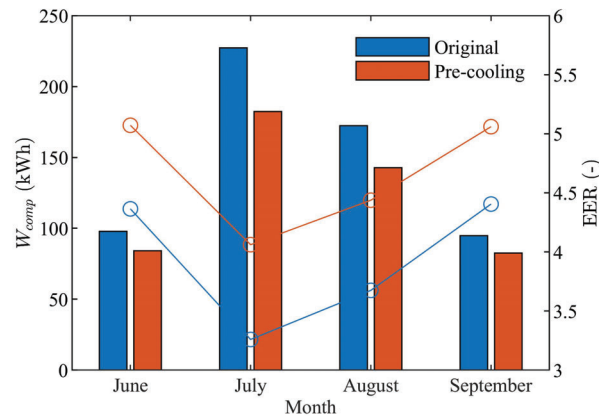 250
200
150
100
50
0
W_comp (kWh)
Original
Pre-cooling
6
5.5
5
4.5
4
3.5
3
EER (-)
June July August September
Month